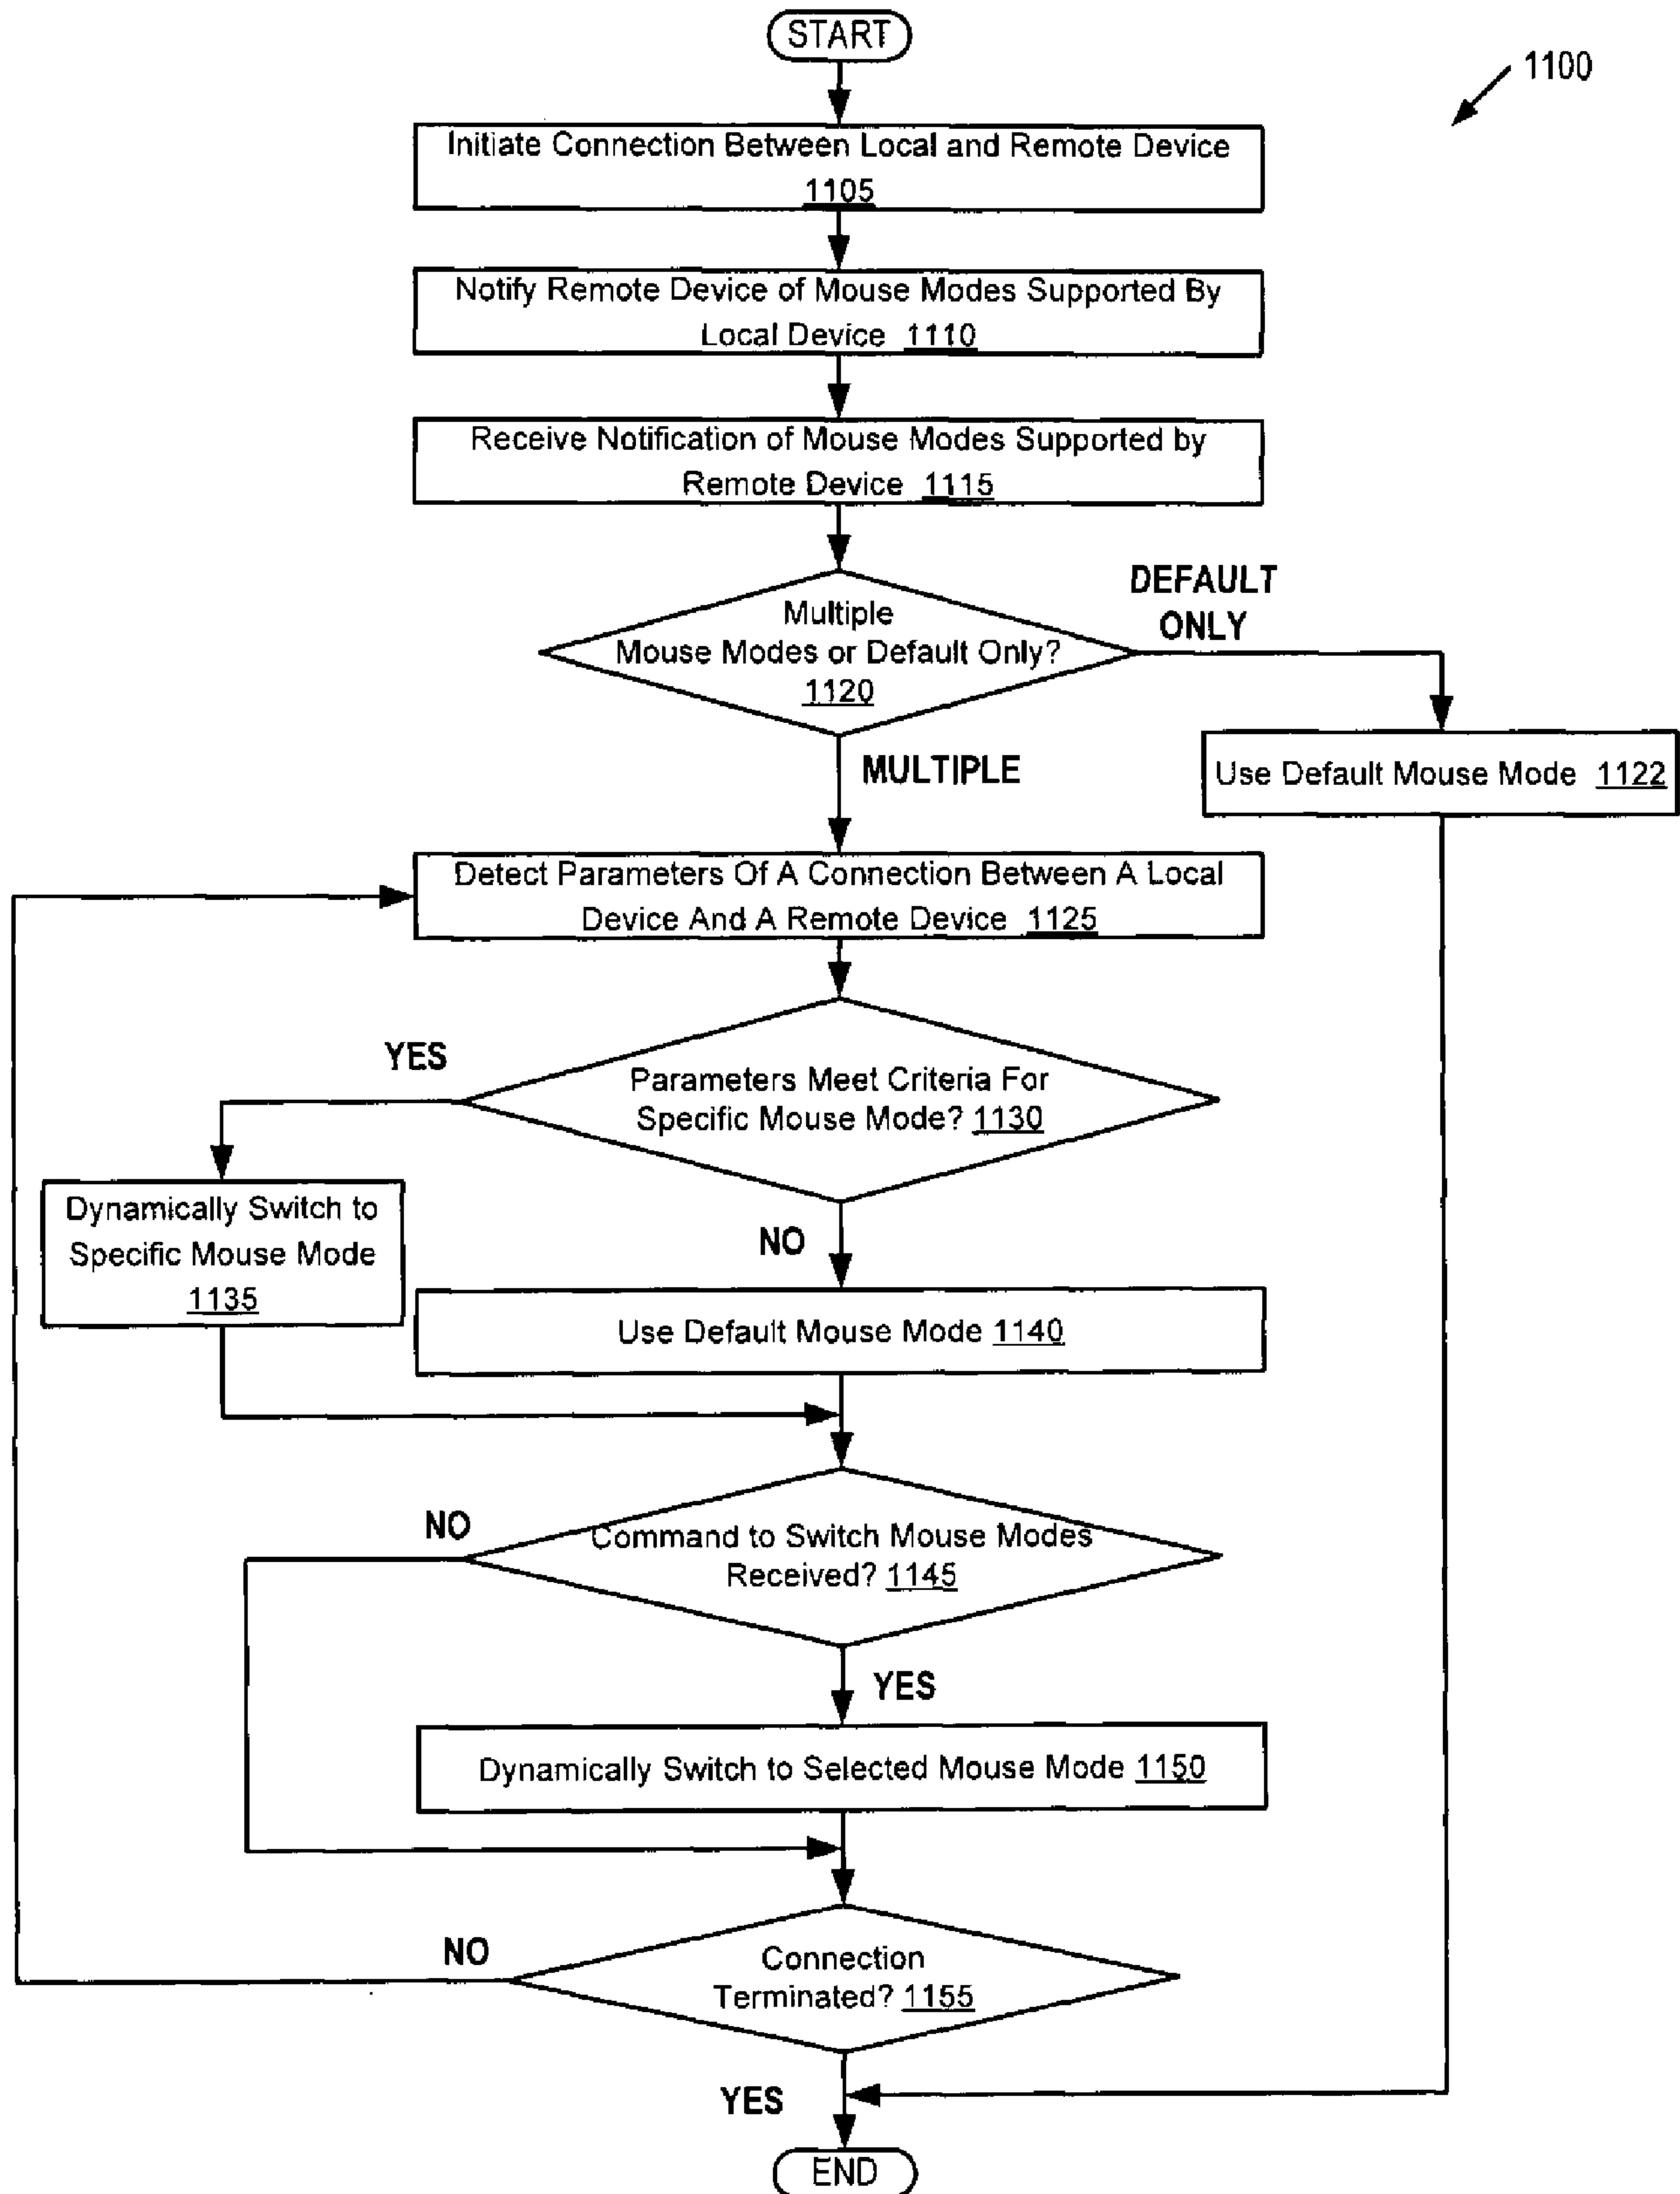 START
1100
Initiate Connection Between Local and Remote Device
1105
Notify Remote Device of Mouse Modes Supported By
Local Device 1110
Receive Notification of Mouse Modes Supported by
Remote Device 1115
DEFAULT
ONLY
Multiple
Mouse Modes or Default Only?
1120
MULTIPLE
Use Default Mouse Mode 1122
Detect Parameters Of A Connection Between A Local
Device And A Remote Device 1125
YES
Parameters Meet Criteria For
Specific Mouse Mode? 1130
Dynamically Switch to
Specific Mouse Mode
1135
NO
Use Default Mouse Mode 1140
NO
Command to Switch Mouse Modes
Received? 1145
YES
Dynamically Switch to Selected Mouse Mode 1150
NO
Connection
Terminated? 1155
YES
END